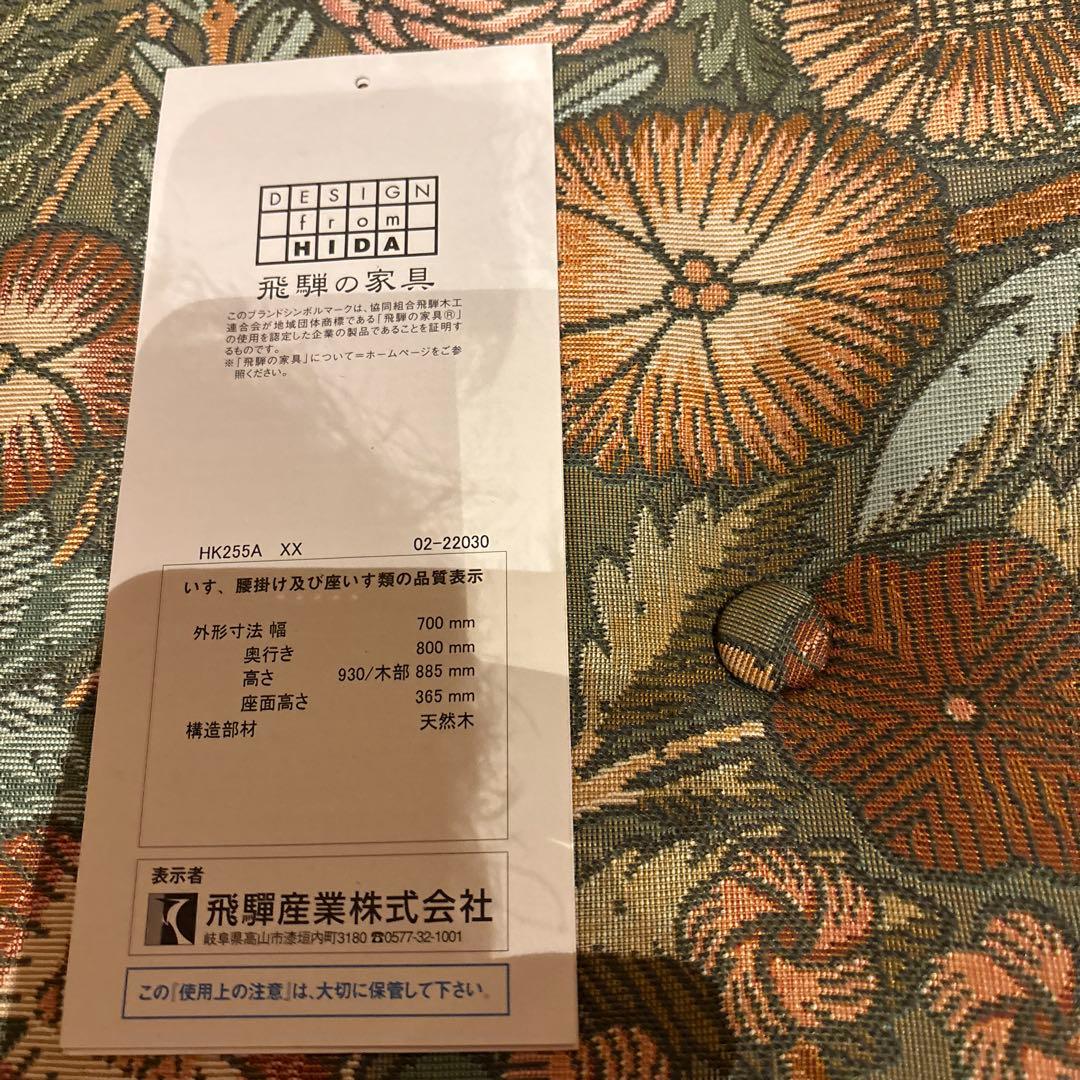 DESIGN
from
HIDA
飛騨の家具
このブランドシンボルマークは、協同組合飛騨木工
連合会が地域団体商標である「飛騨の家具®」
の使用を認定した企業の製品であることを証明す
るものです。
※「飛騨の家具」について＝ホームページをご参
照ください。
HK255A XX 02-22030
いす、腰掛け及び座いす類の品質表示
外形寸法 幅 700 mm
奥行き 800 mm
高さ 930/木部 885 mm
座面高さ 365 mm
構造部材 天然木
表示者
飛驒産業株式会社
岐阜県高山市漆垣内町3180 ☎0577-32-1001
この『使用上の注意』は、大切に保管して下さい。